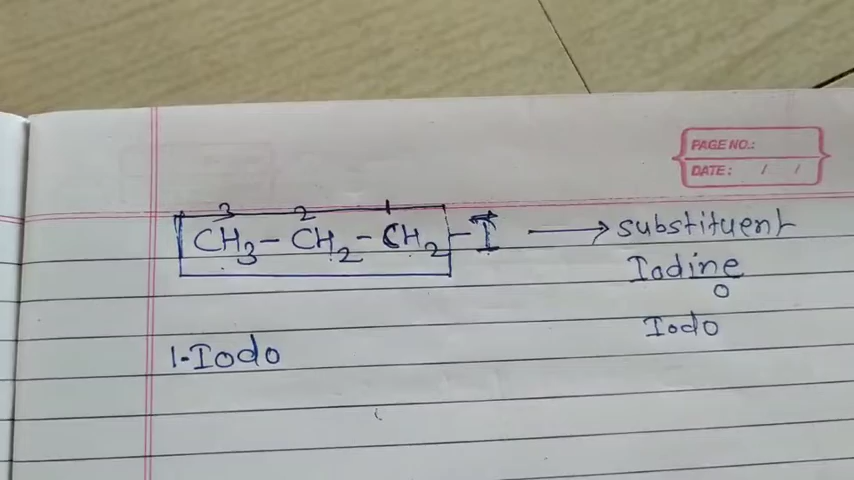 PAGE NO.:
DATE: / /
3 2 1
CH3-CH2-CH2-I → substituent
Iodine
o
Iodo
1-Iodo